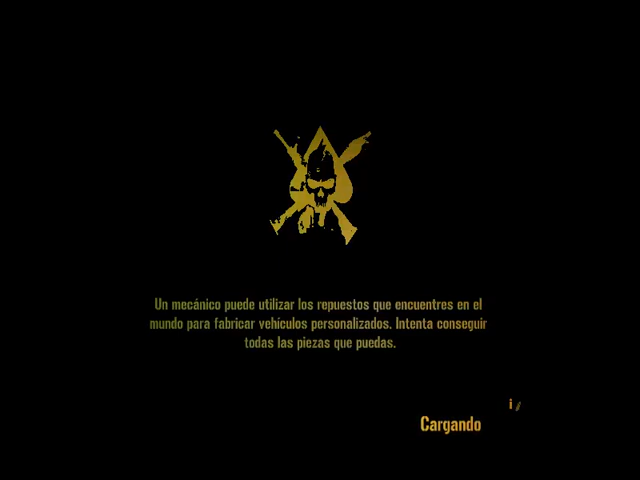 Un mecánico puede utilizar los repuestos que encuentres en el
mundo para fabricar vehículos personalizados. Intenta conseguir
todas las piezas que puedas.
Cargando